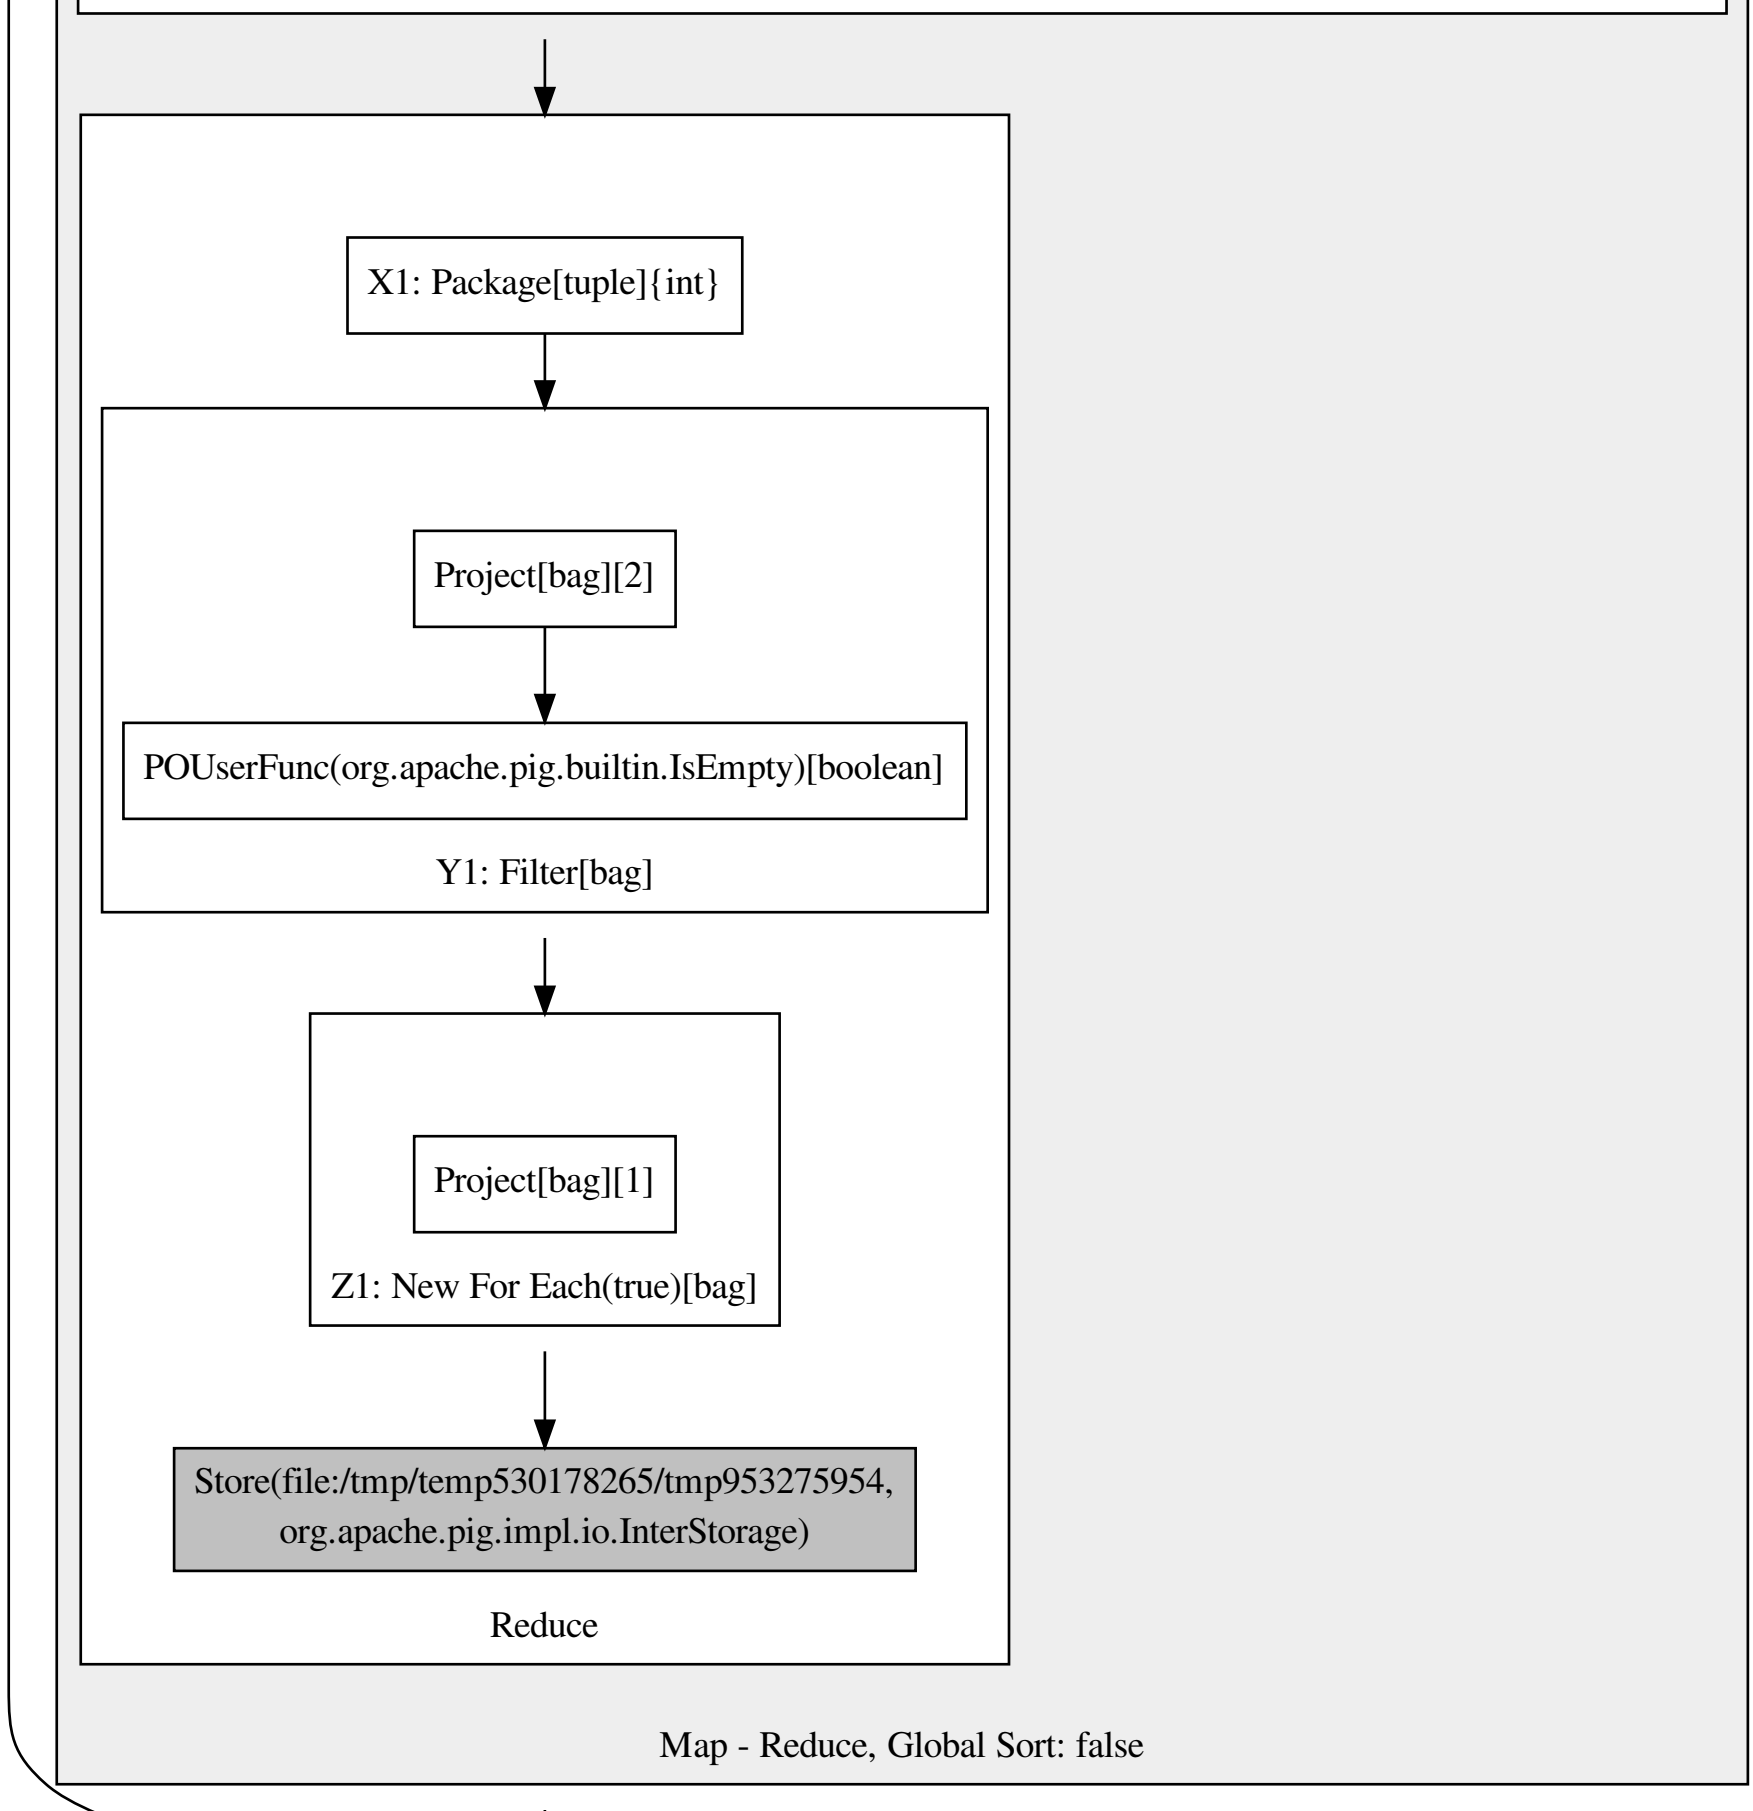 X1: Package[tuple]{int}
Project[bag][2]
POUserFunc(org.apache.pig.builtin.IsEmpty)[boolean]
Y1: Filter[bag]
Project[bag][1]
Z1: New For Each(true)[bag]
Store(file:/tmp/temp530178265/tmp953275954,
org.apache.pig.impl.io.InterStorage)
Reduce
Map - Reduce, Global Sort: false